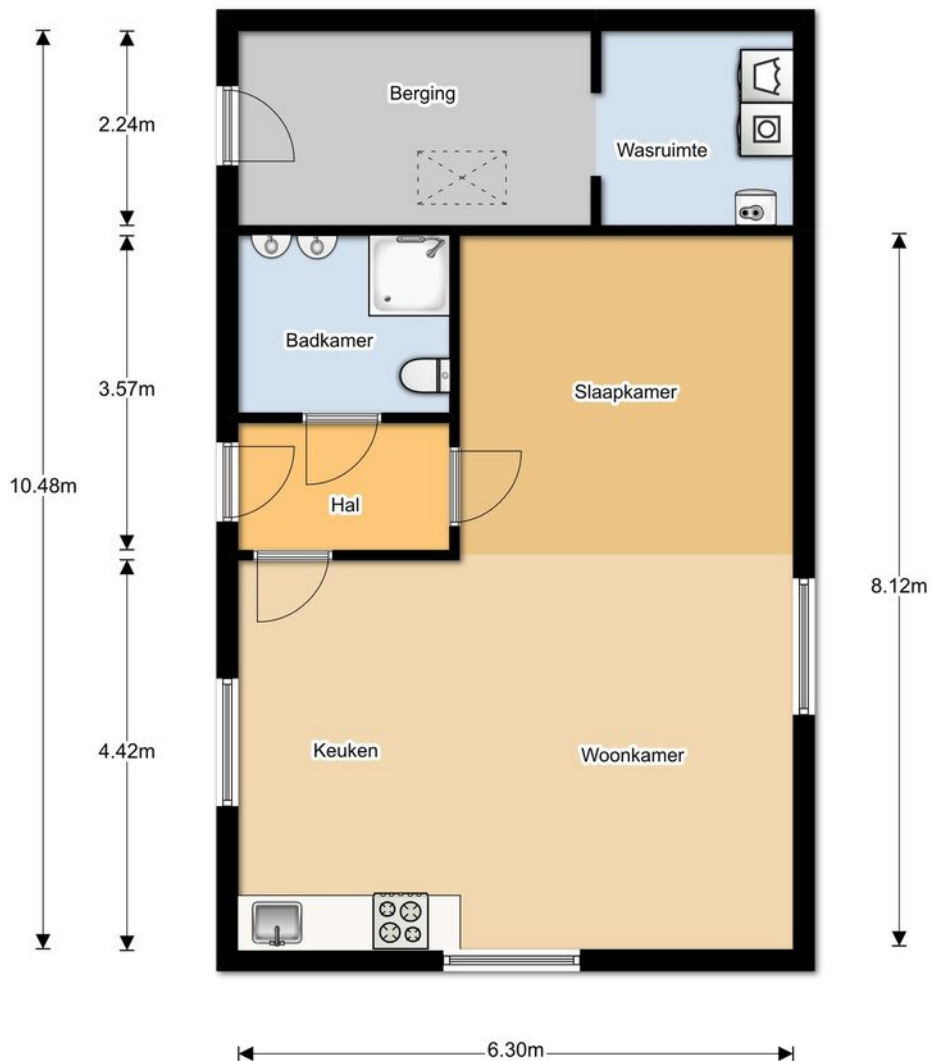 Berging
2.24m
Wasruimte
Badkamer
3.57m
Slaapkamer
10.48m
Hal
8.12m
4.42m
Keuken
Woonkamer
6.30m